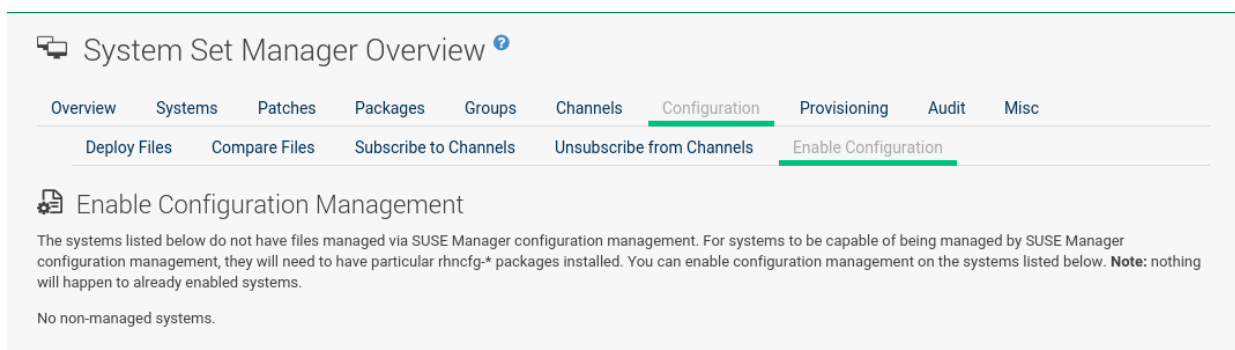 System Set Manager Overview ?
Overview Systems Patches Packages Groups Channels Configuration Provisioning Audit Misc
Deploy Files Compare Files Subscribe to Channels Unsubscribe from Channels Enable Configuration
Enable Configuration Management
The systems listed below do not have files managed via SUSE Manager configuration management. For systems to be capable of being managed by SUSE Manager
configuration management, they will need to have particular rhncfg-* packages installed. You can enable configuration management on the systems listed below. Note: nothing
will happen to already enabled systems.
No non-managed systems.